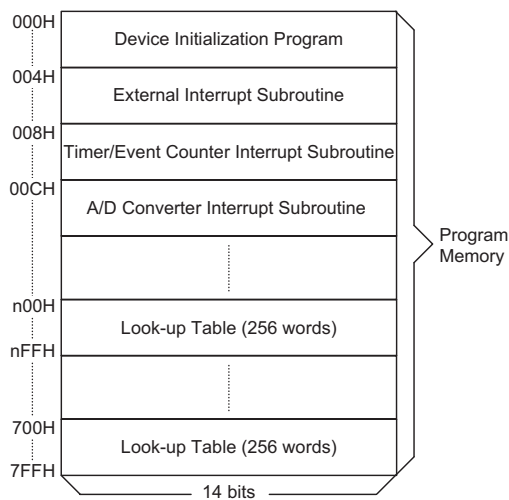 000H
Device Initialization Program
004H
External Interrupt Subroutine
008H
Timer/Event Counter Interrupt Subroutine
00CH
A/D Converter Interrupt Subroutine
Program
Memory
n00H
Look-up Table (256 words)
nFFH
700H
Look-up Table (256 words)
7FFH
14 bits